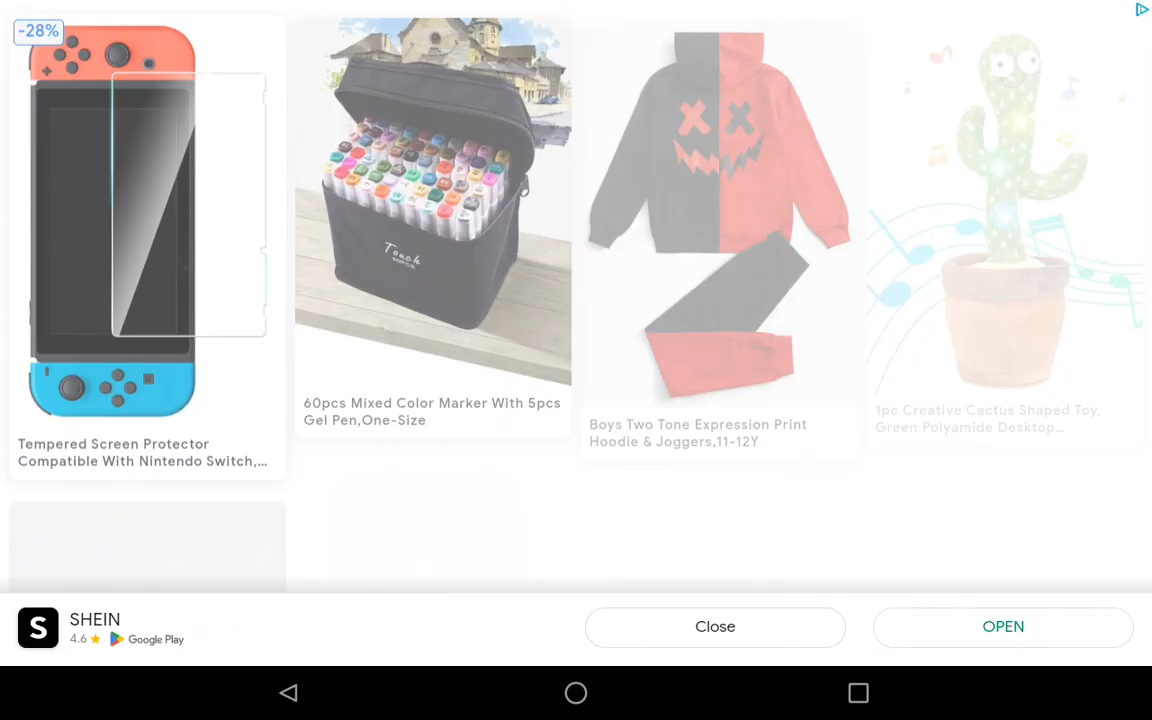 -28%
Touch
Tempered Screen Protector
Compatible With Nintendo Switch,...
60pcs Mixed Color Marker With 5pcs
Gel Pen,One-Size
Boys Two Tone Expression Print
Hoodie & Joggers,11-12Y
1pc Creative Cactus Shaped Toy,
Green Polyamide Desktop...
S
SHEIN
4.6 ★ Google Play
Close
OPEN